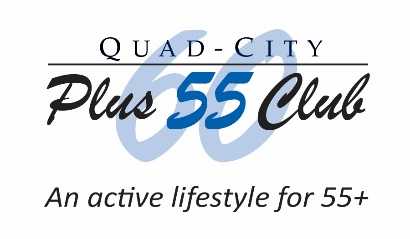 QUAD-CITY
Plus 55 Club
60
An active lifestyle for 55+